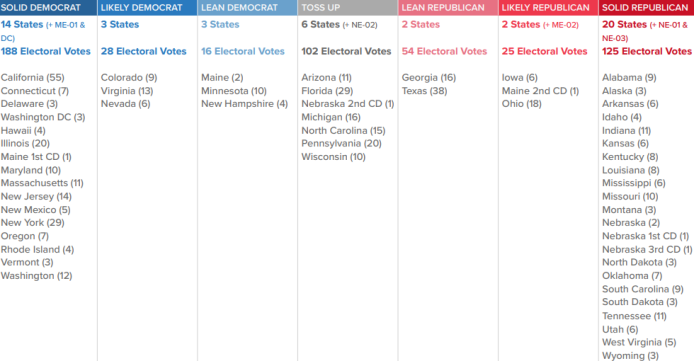 SOLID DEMOCRAT
14 States (+ ME-01 &
DC)
188 Electoral Votes
California (55)
Connecticut (7)
Delaware (3)
Washington DC (3)
Hawaii (4)
Illinois (20)
Maine 1st CD (1)
Maryland (10)
Massachusetts (11)
New Jersey (14)
New Mexico (5)
New York (29)
Oregon (7)
Rhode Island (4)
Vermont (3)
Washington (12)
LIKELY DEMOCRAT
3 States
28 Electoral Votes
Colorado (9)
Virginia (13)
Nevada (6)
LEAN DEMOCRAT
3 States
16 Electoral Votes
Maine (2)
Minnesota (10)
New Hampshire (4)
TOSS UP
6 States (+ NE-02)
102 Electoral Votes
Arizona (11)
Florida (29)
Nebraska 2nd CD (1)
Michigan (16)
North Carolina (15)
Pennsylvania (20)
Wisconsin (10)
LEAN REPUBLICAN
2 States
54 Electoral Votes
Georgia (16)
Texas (38)
LIKELY REPUBLICAN
2 States (+ ME-02)
25 Electoral Votes
Iowa (6)
Maine 2nd CD (1)
Ohio (18)
SOLID REPUBLICAN
20 States (+ NE-01 &
NE-03)
125 Electoral Votes
Alabama (9)
Alaska (3)
Arkansas (6)
Idaho (4)
Indiana (11)
Kansas (6)
Kentucky (8)
Louisiana (8)
Mississippi (6)
Missouri (10)
Montana (3)
Nebraska (2)
Nebraska 1st CD (1)
Nebraska 3rd CD (1)
North Dakota (3)
Oklahoma (7)
South Carolina (9)
South Dakota (3)
Tennessee (11)
Utah (6)
West Virginia (5)
Wyoming (3)